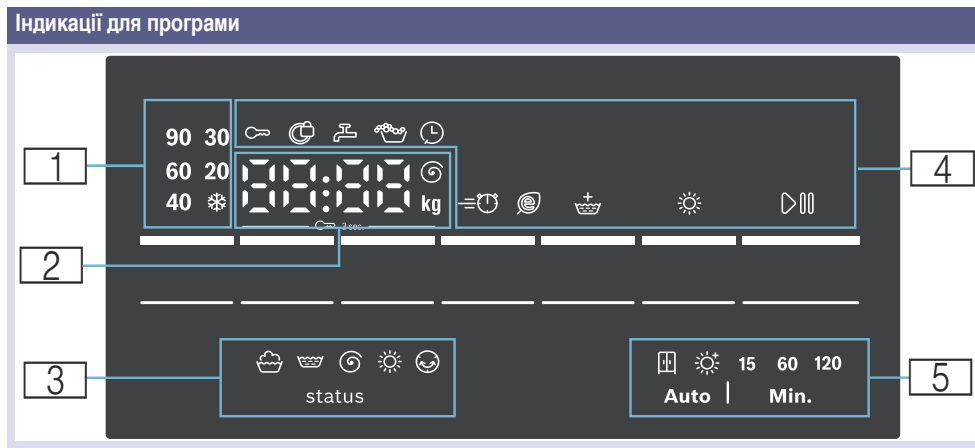 Індикації для програми
90 30
60 20
40
88:88
kg
3 sec.
1
2
3
4
5
status
15 60 120
Auto | Min.